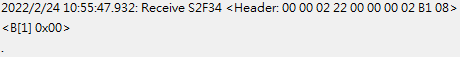 2022/2/24 10:55:47.932: Receive S2F34 <Header: 00 00 02 22 00 00 00 02 B1 08>
<B[1] 0x00>
.